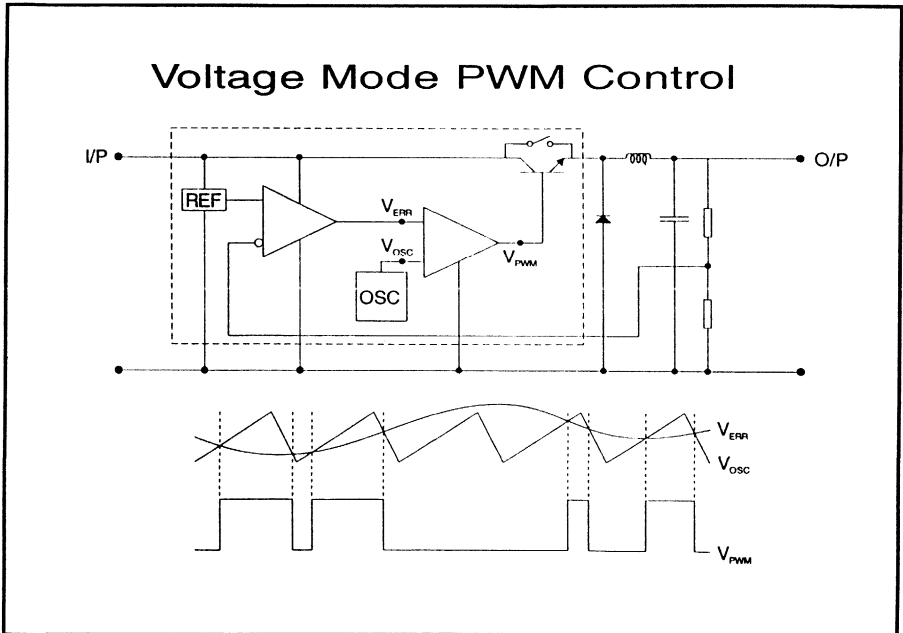 Voltage Mode PWM Control
I/P
O/P
REF
V_ERR
V_OSC
V_PWM
OSC
V_ERR
V_OSC
V_PWM